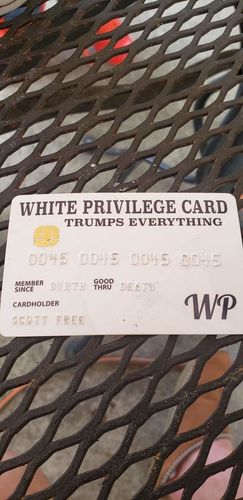 WHITE PRIVILEGE CARD
TRUMPS EVERYTHING
0045 0045 0045 0045
MEMBER SINCE BIRTH GOOD THRU DEATH
CARDHOLDER
SCOTT FREE
WP